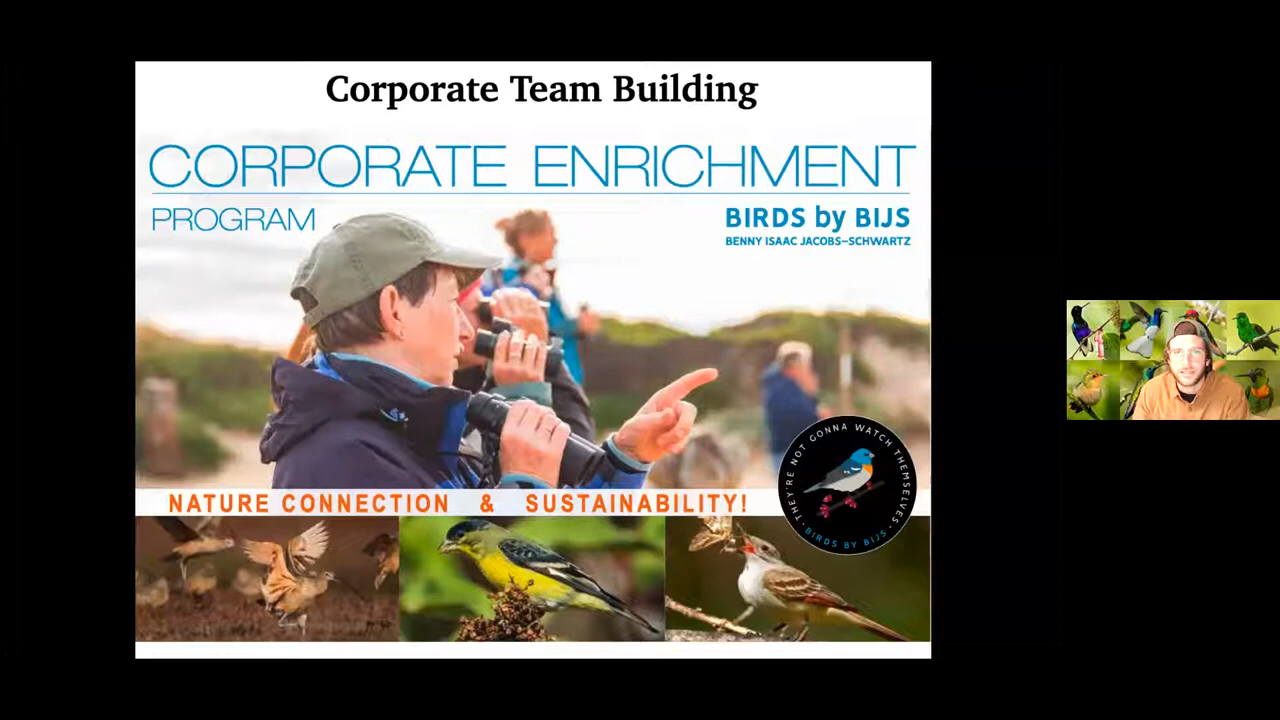 Corporate Team Building
CORPORATE ENRICHMENT
PROGRAM
BIRDS by BIJS
BENNY ISAAC JACOBS–SCHWARTZ
• THEY'RE NOT GONNA WATCH THEMSELVES •
BIRDS BY BIJS
NATURE CONNECTION & SUSTAINABILITY!